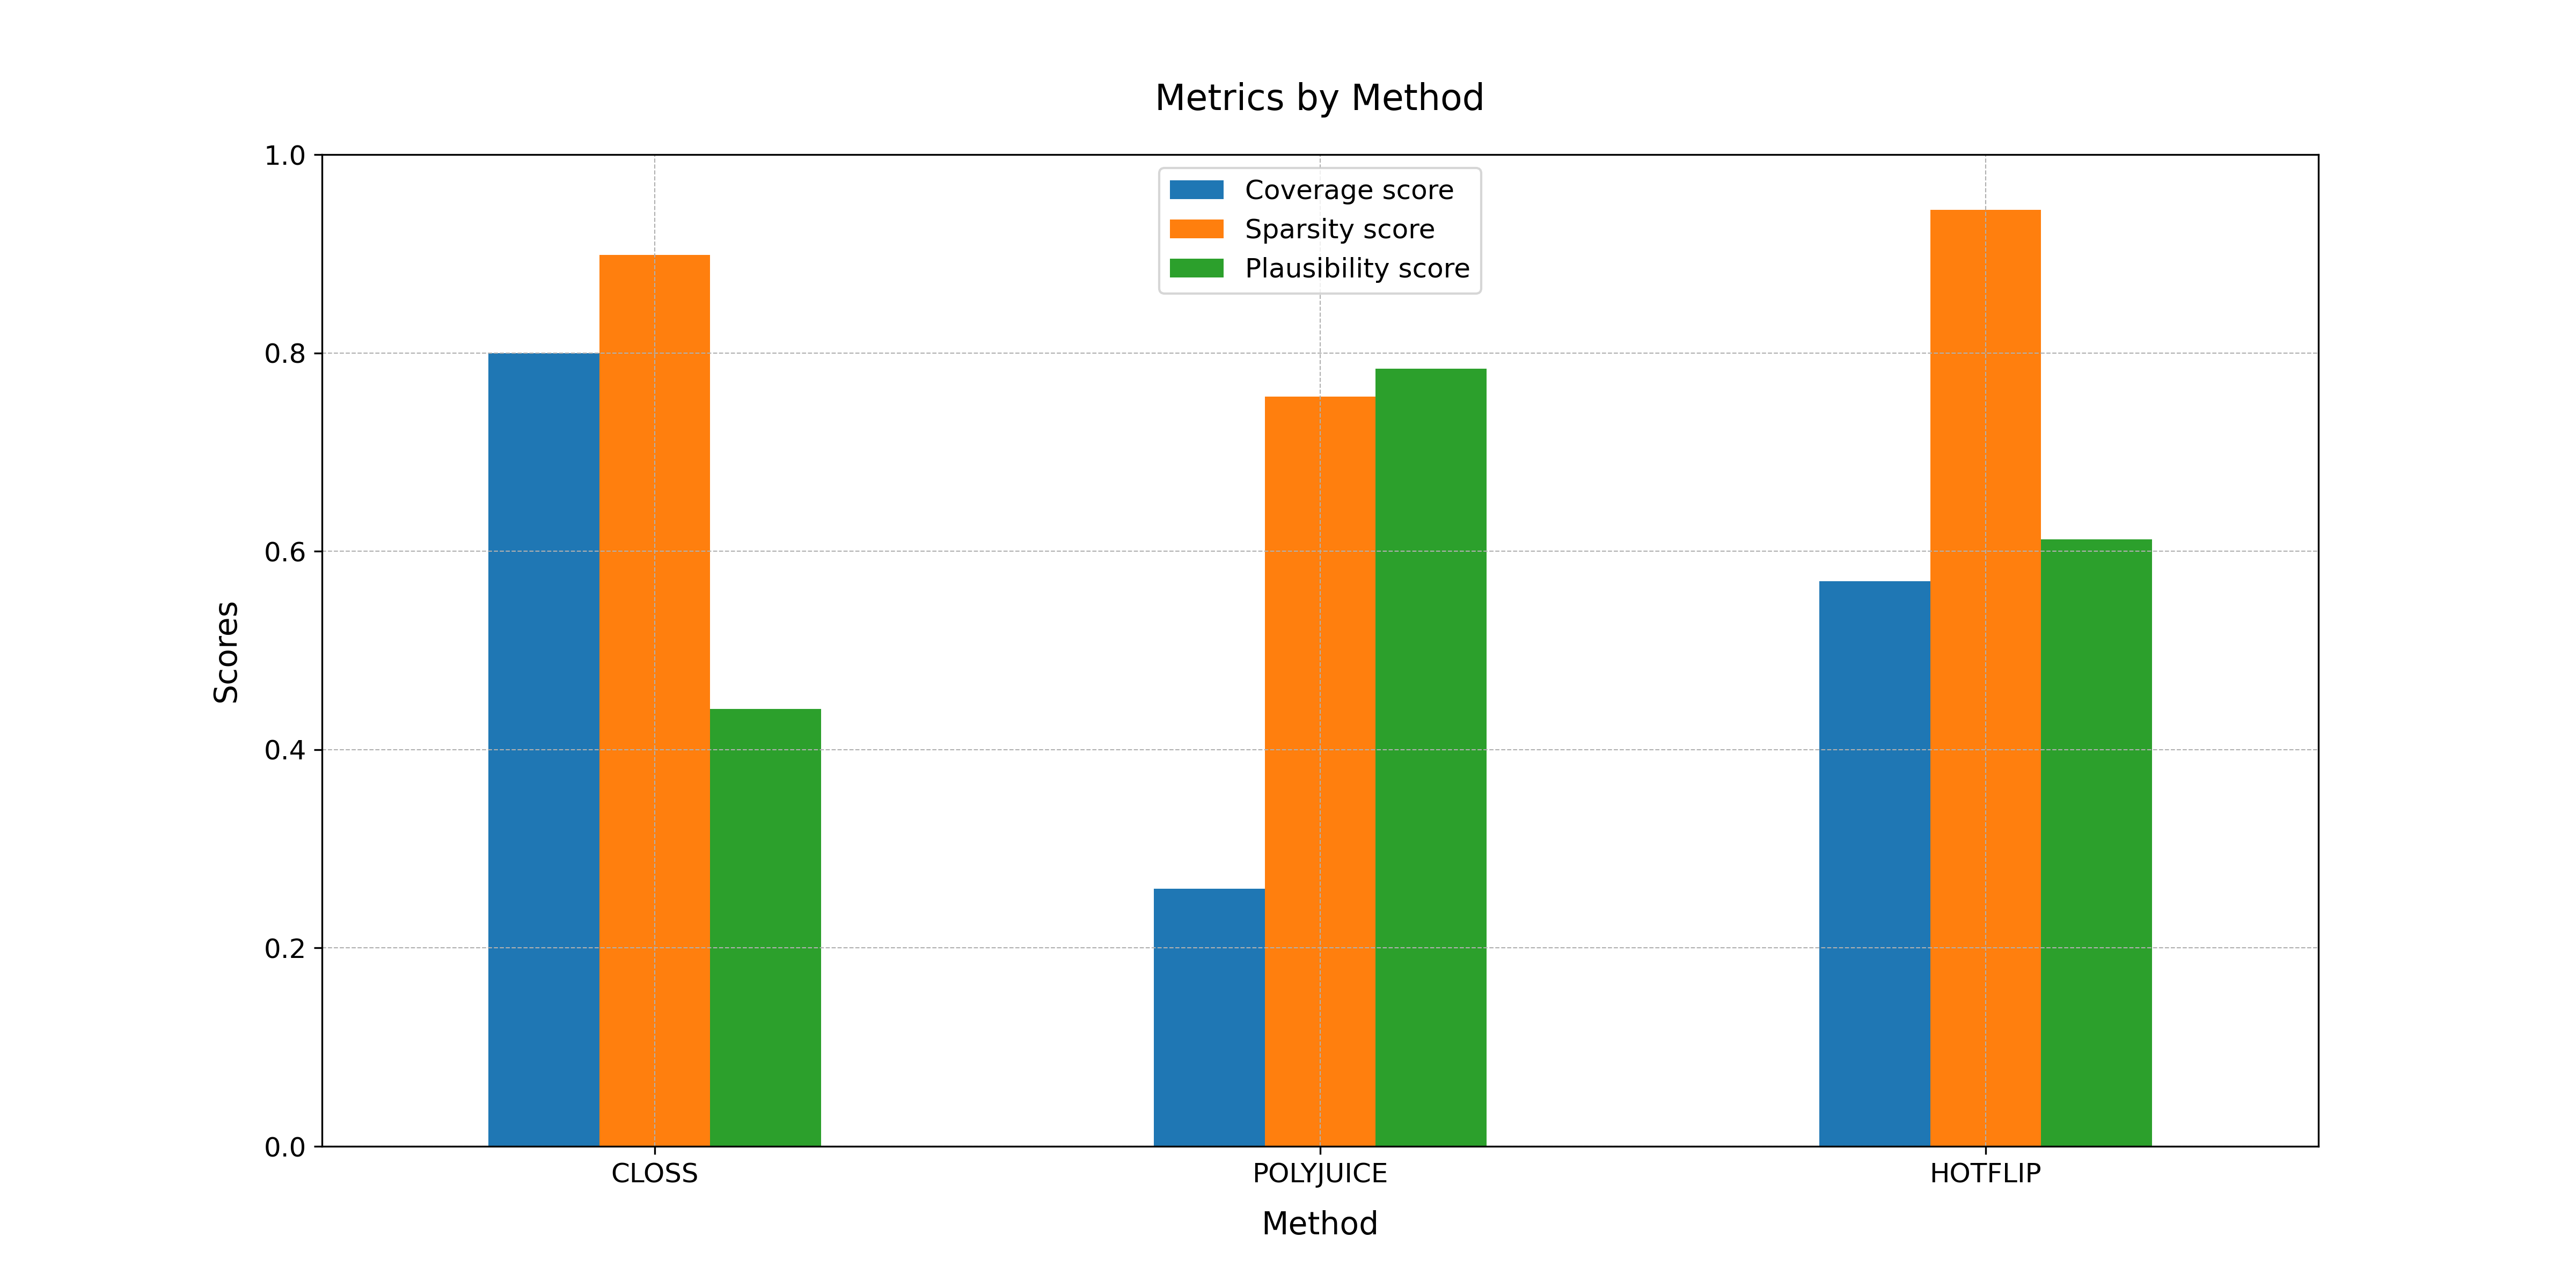 Metrics by Method
Coverage score
Sparsity score
Plausibility score
Scores
1.0
0.8
0.6
0.4
0.2
0.0
CLOSS
POLYJUICE
HOTFLIP
Method